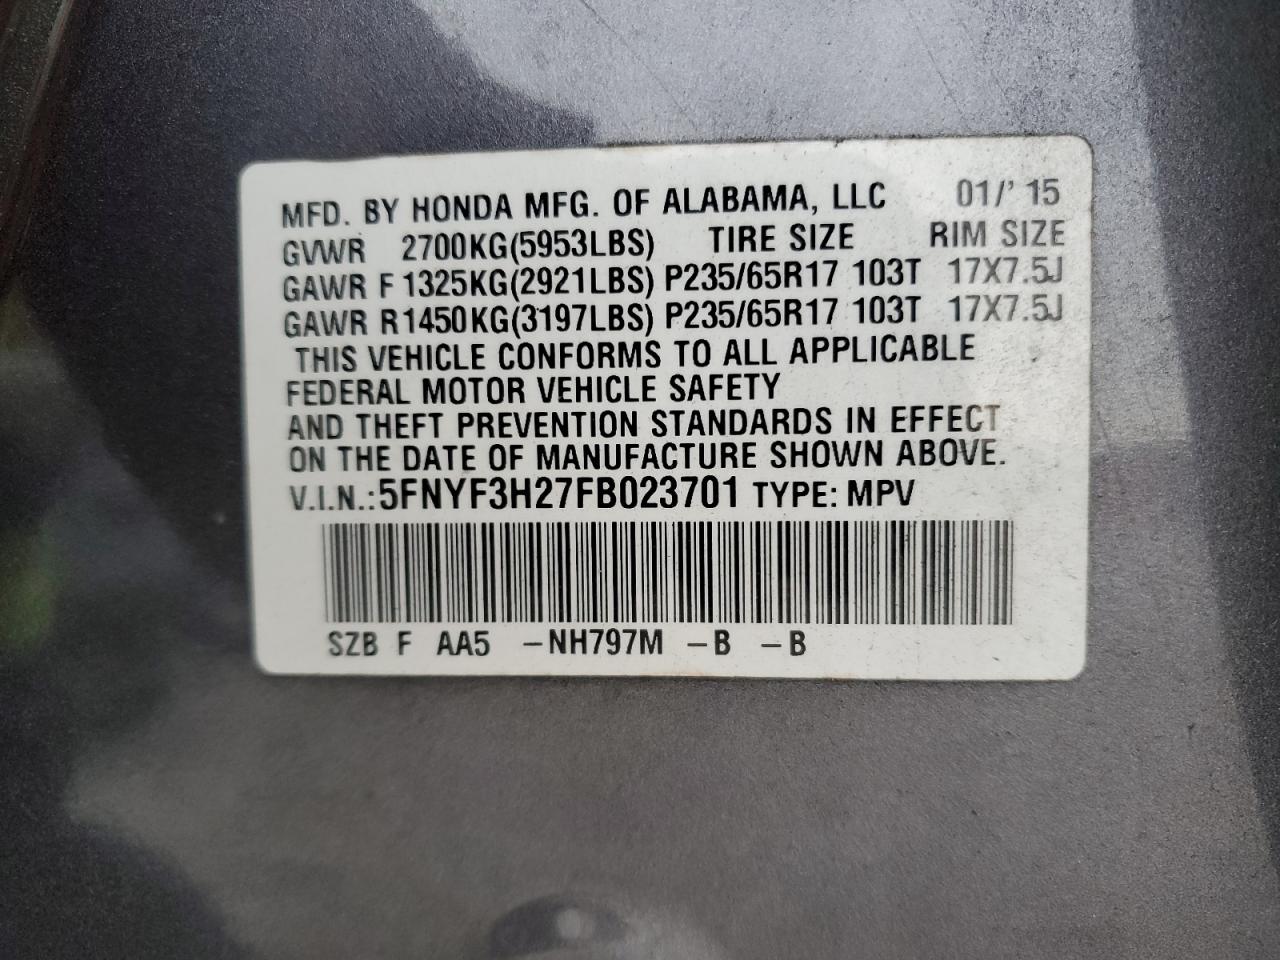 MFD. BY HONDA MFG. OF ALABAMA, LLC 01/' 15
GVWR 2700KG(5953LBS) TIRE SIZE RIM SIZE
GAWR F 1325KG(2921LBS) P235/65R17 103T 17X7.5J
GAWR R1450KG(3197LBS) P235/65R17 103T 17X7.5J
THIS VEHICLE CONFORMS TO ALL APPLICABLE
FEDERAL MOTOR VEHICLE SAFETY
AND THEFT PREVENTION STANDARDS IN EFFECT
ON THE DATE OF MANUFACTURE SHOWN ABOVE.
V.I.N.:5FNYF3H27FB023701 TYPE: MPV
SZB F AA5 -NH797M -B -B